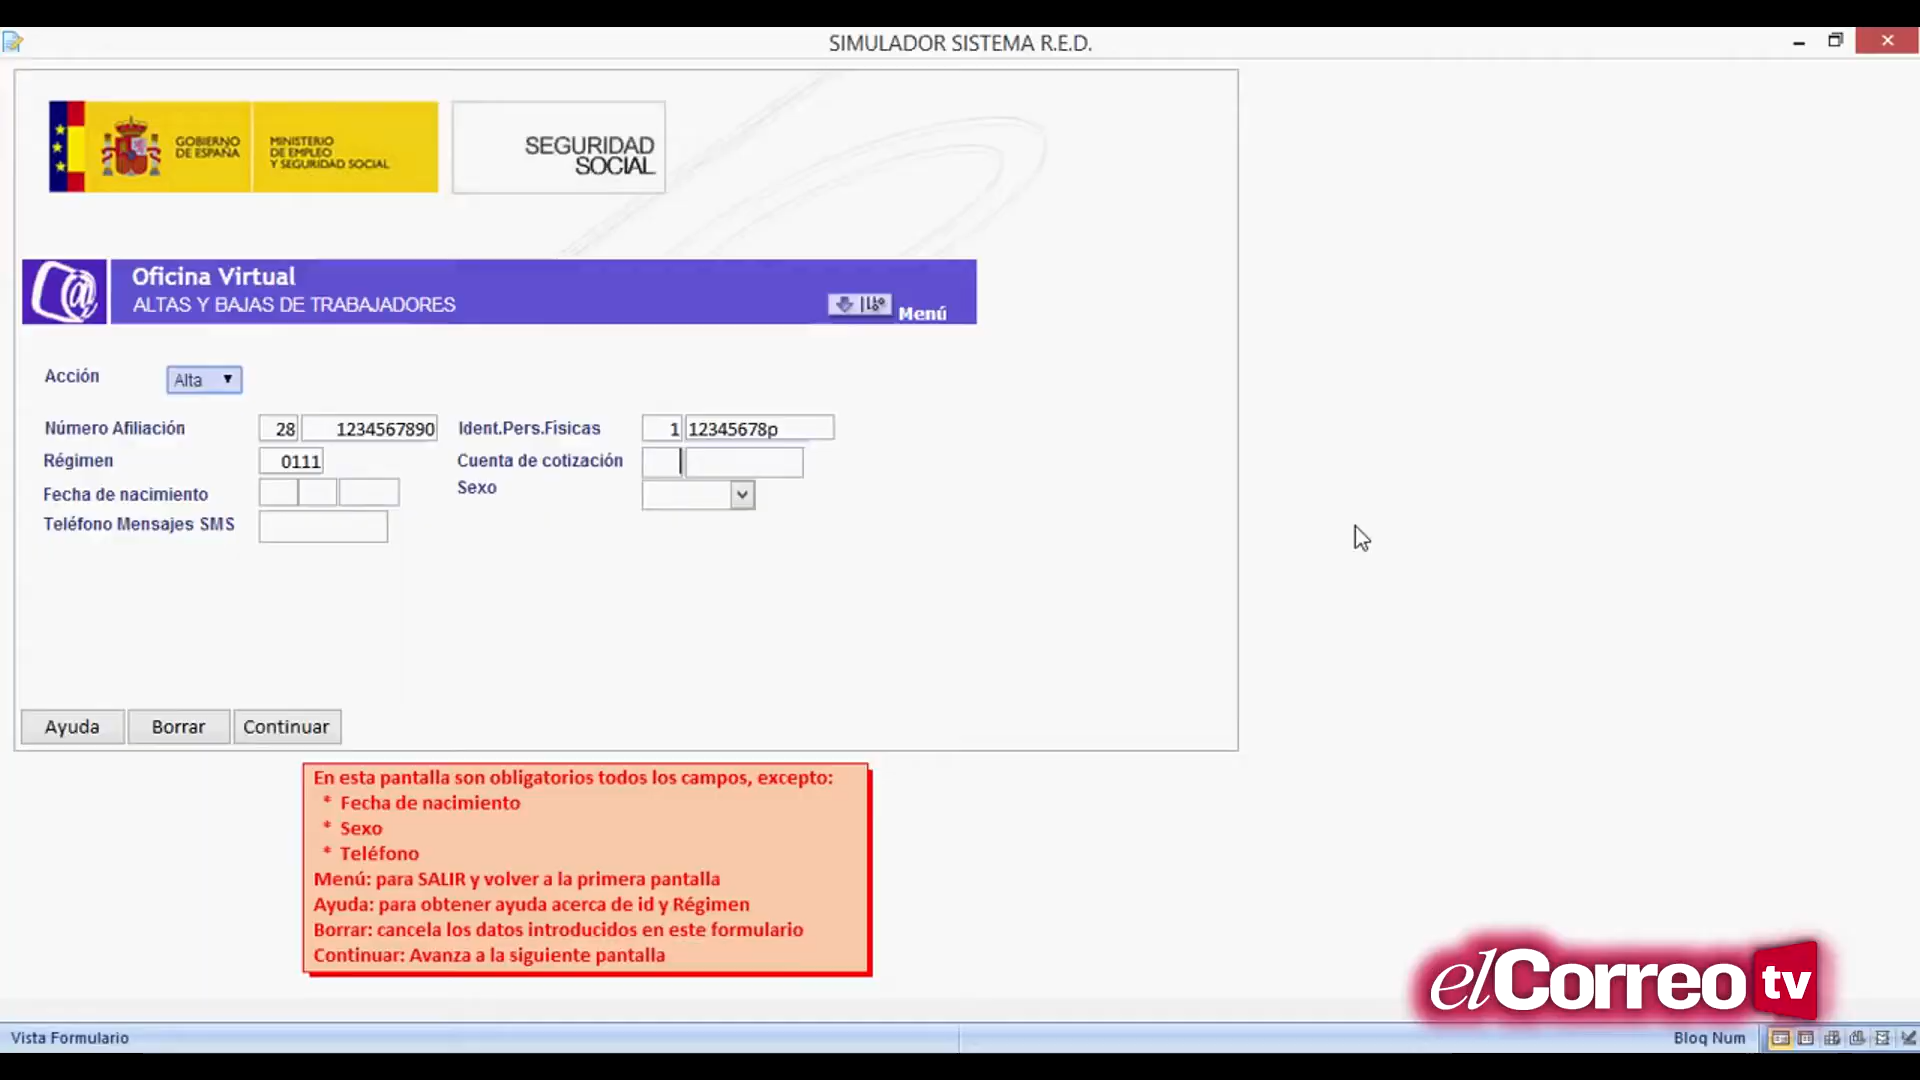 SIMULADOR SISTEMA R.E.D.
GOBIERNO
DE ESPAÑA
MINISTERIO
DE EMPLEO
Y SEGURIDAD SOCIAL
SEGURIDAD
SOCIAL
Oficina Virtual
ALTAS Y BAJAS DE TRABAJADORES
Menú
Acción Alta
Número Afiliación 28 1234567890 Ident.Pers.Físicas 1 12345678p
Régimen 0111 Cuenta de cotización
Fecha de nacimiento Sexo
Teléfono Mensajes SMS
Ayuda Borrar Continuar
En esta pantalla son obligatorios todos los campos, excepto:
* Fecha de nacimiento
* Sexo
* Teléfono
Menú: para SALIR y volver a la primera pantalla
Ayuda: para obtener ayuda acerca de id y Régimen
Borrar: cancela los datos introducidos en este formulario
Continuar: Avanza a la siguiente pantalla
elCorreo tv
Vista Formulario Bloq Num